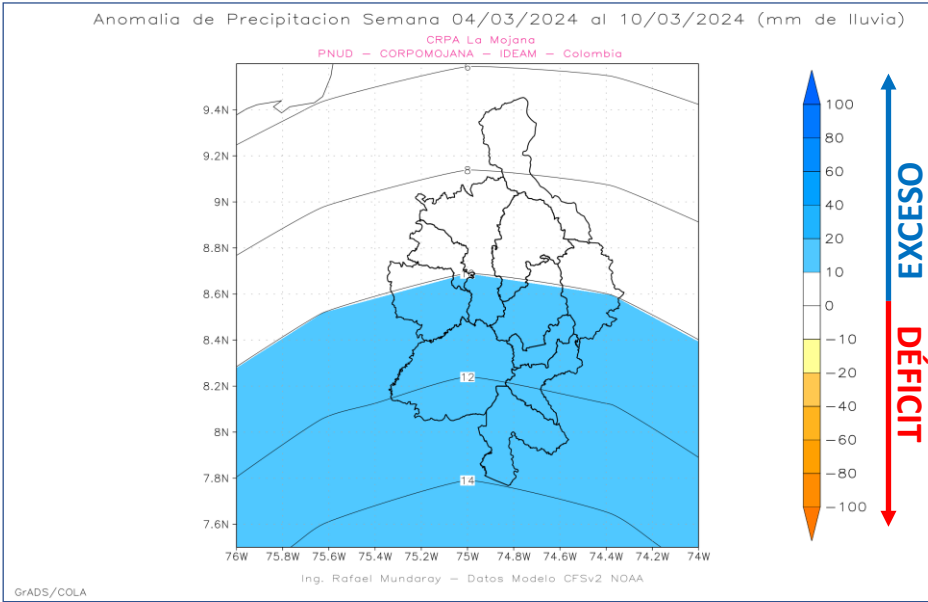 Anomalia de Precipitacion Semana 04/03/2024 al 10/03/2024 (mm de lluvia)
CRPA La Mojana
PNUD – CORPOMOJANA – IDEAM – Colombia
6
8
10
12
14
9.4N
9.2N
9N
8.8N
8.6N
8.4N
8.2N
8N
7.8N
7.6N
76W 75.8W 75.6W 75.4W 75.2W 75W 74.8W 74.6W 74.4W 74.2W 74W
100
80
60
40
20
10
0
−10
−20
−40
−60
−80
−100
EXCESO
DÉFICIT
Ing. Rafael Mundaray – Datos Modelo CFSv2 NOAA
GrADS/COLA